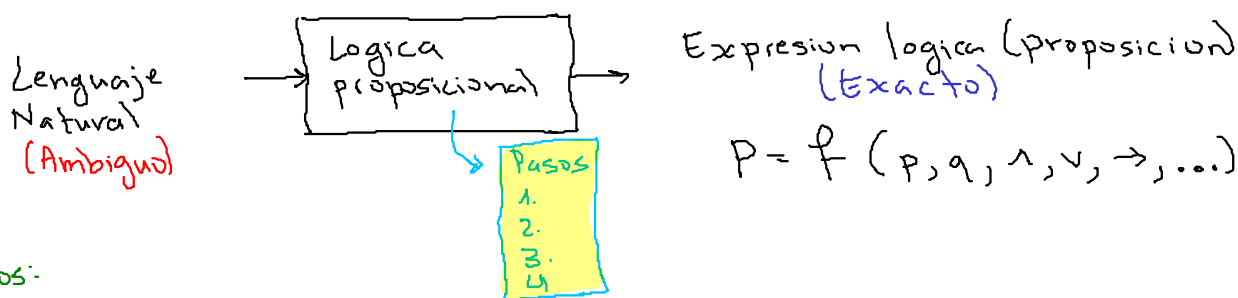 Lenguaje
Natural
(Ambiguo)
Logica
proposicional
Pasos
1.
2.
3.
4
Expresion logica (proposicion)
(Exacto)
P = f (p, q, ∧, ∨, →, ...)
os: